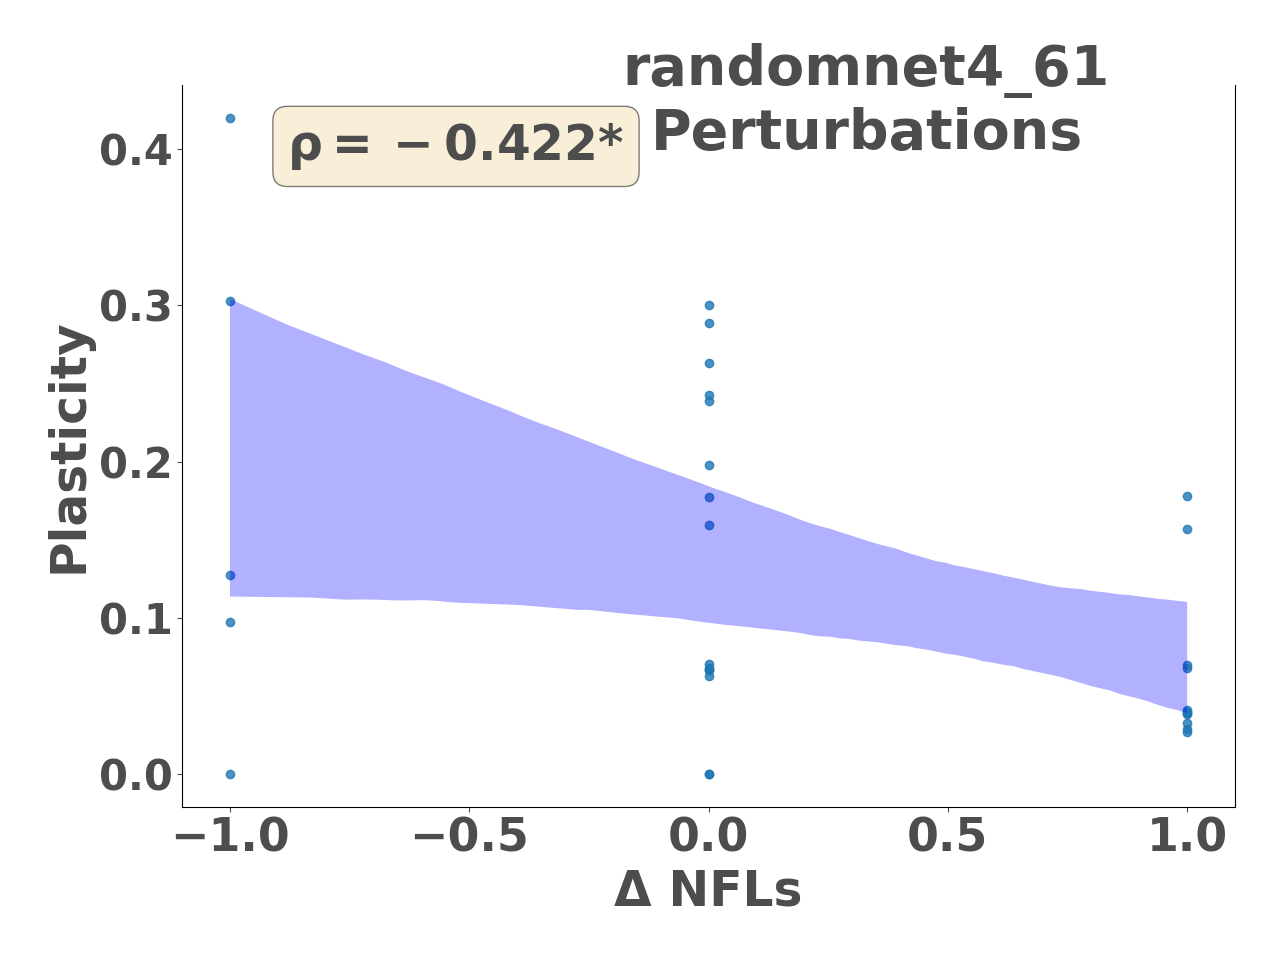 randomnet4_61
Perturbations
ρ = − 0.422*
Plasticity
0.4
0.3
0.2
0.1
0.0
−1.0 −0.5 0.0 0.5 1.0
Δ NFLs